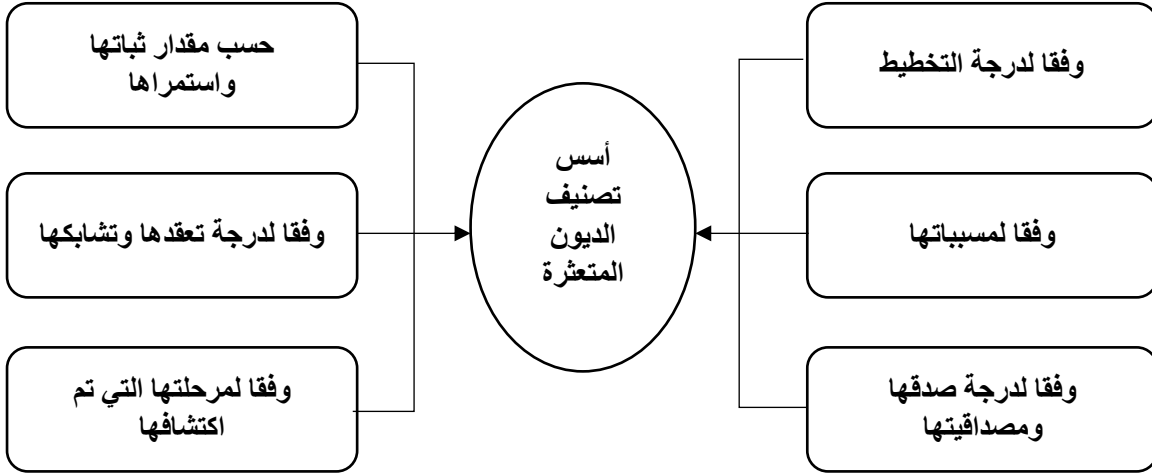 وفقا لدرجة التخطيط
وفقا لمسبباتها
وفقا لدرجة صدقها
ومصداقيتها
أسس
تصنيف
الديون
المتعثرة
حسب مقدار ثباتها
واستمراها
وفقا لدرجة تعقدها وتشابكها
وفقا لمرحلتها التي تم
اكتشافها